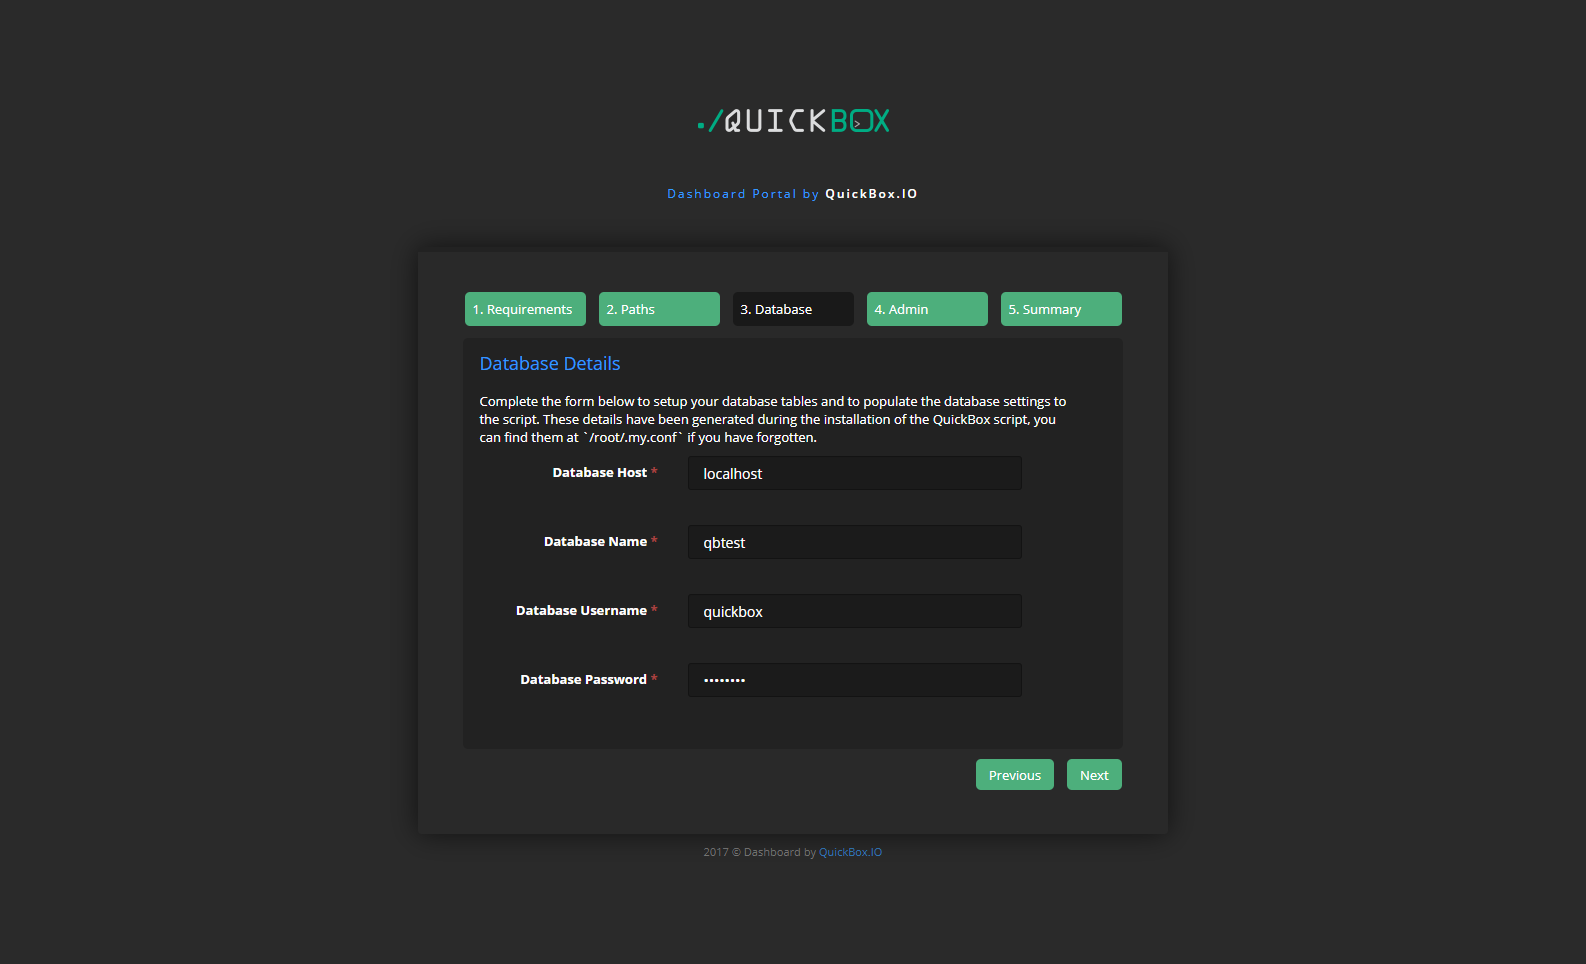 ./QUICKBOX
Dashboard Portal by QuickBox.IO
1. Requirements 2. Paths 3. Database 4. Admin 5. Summary
Database Details
Complete the form below to setup your database tables and to populate the database settings to
the script. These details have been generated during the installation of the QuickBox script, you
can find them at `/root/.my.conf` if you have forgotten.
Database Host * localhost
Database Name * qbtest
Database Username * quickbox
Database Password * ••••••••
Previous Next
2017 © Dashboard by QuickBox.IO